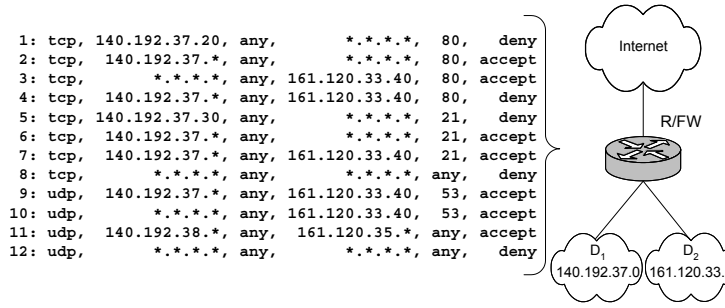 1: tcp, 140.192.37.20, any, *.*.*.*, 80, deny
2: tcp, 140.192.37.*, any, *.*.*.*, 80, accept
3: tcp, *.*.*.*, any, 161.120.33.40, 80, accept
4: tcp, 140.192.37.*, any, 161.120.33.40, 80, deny
5: tcp, 140.192.37.30, any, *.*.*.*, 21, deny
6: tcp, 140.192.37.*, any, *.*.*.*, 21, accept
7: tcp, 140.192.37.*, any, 161.120.33.40, 21, accept
8: tcp, *.*.*.*, any, *.*.*.*, any, deny
9: udp, 140.192.37.*, any, 161.120.33.40, 53, accept
10: udp, *.*.*.*, any, 161.120.33.40, 53, accept
11: udp, 140.192.38.*, any, 161.120.35.*, any, accept
12: udp, *.*.*.*, any, *.*.*.*, any, deny
Internet
R/FW
D1
140.192.37.0
D2
161.120.33.